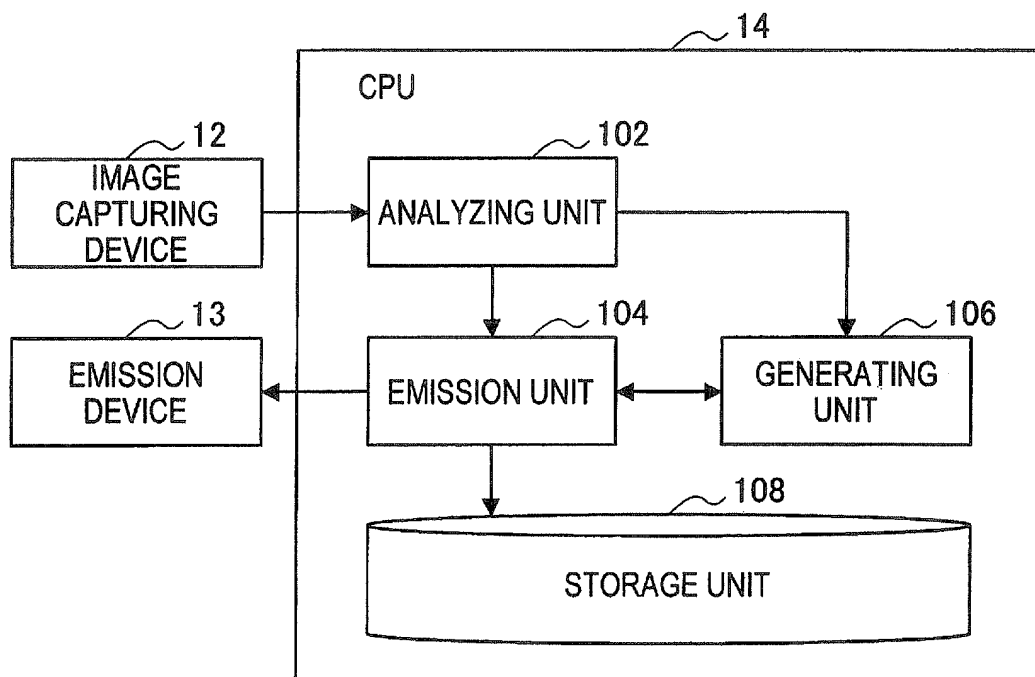 14
CPU
12
IMAGE
CAPTURING
DEVICE
102
ANALYZING UNIT
13
EMISSION
DEVICE
104
EMISSION UNIT
106
GENERATING
UNIT
108
STORAGE UNIT